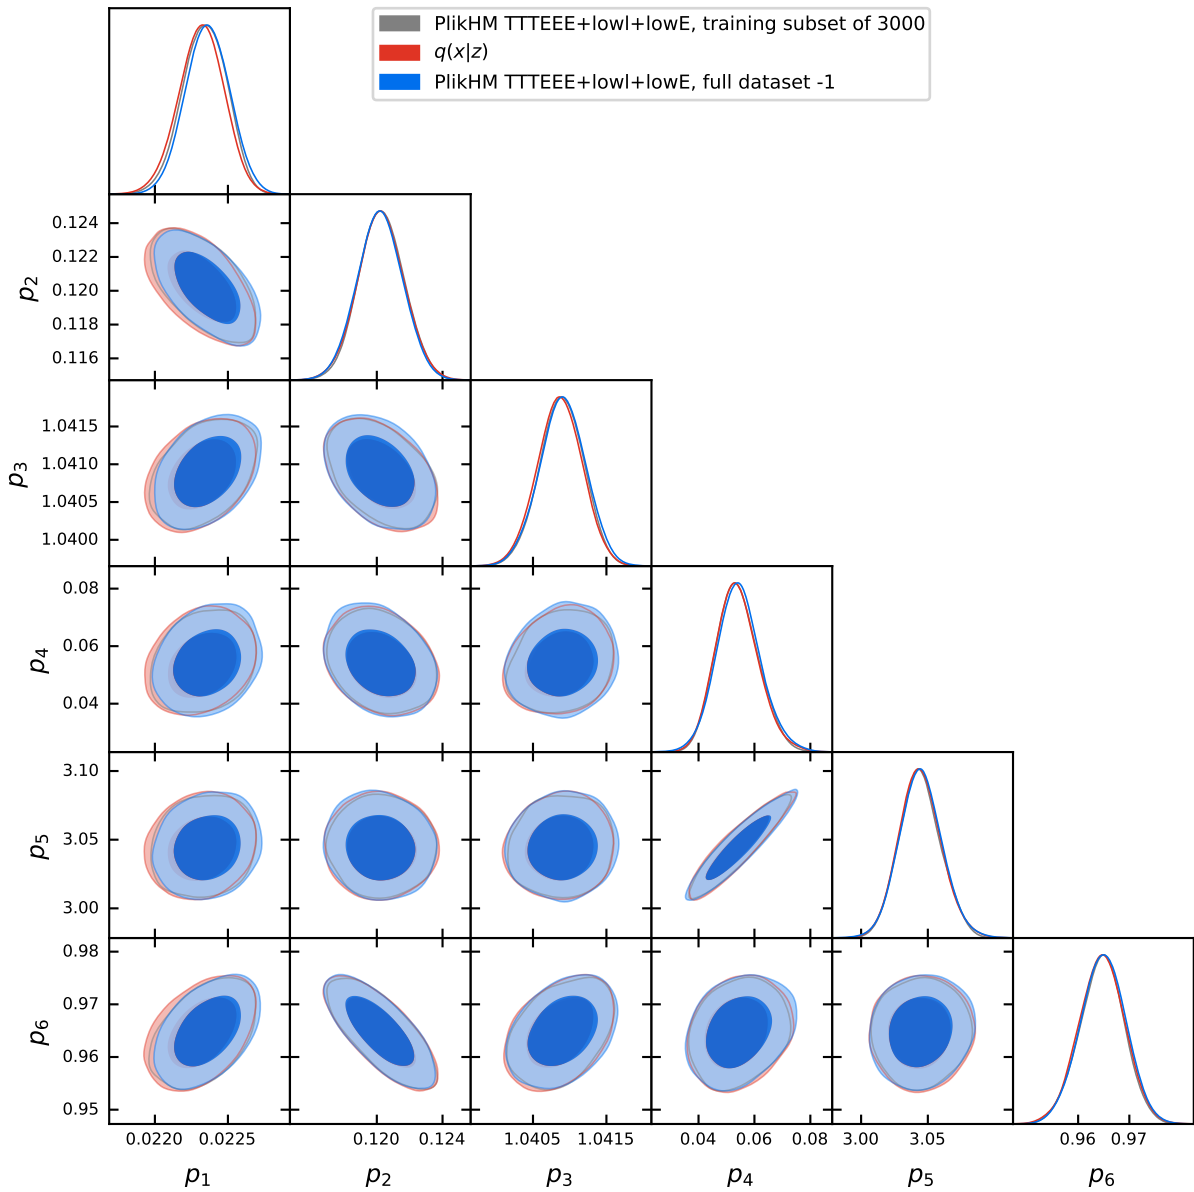 PlikHM TTTEEE+lowl+lowE, training subset of 3000
q(x|z)
PlikHM TTTEEE+lowl+lowE, full dataset -1
0.124
0.122
0.120
0.118
0.116
p2
1.0415
1.0410
1.0405
1.0400
p3
0.08
0.06
0.04
p4
3.10
3.05
3.00
p5
0.98
0.97
0.96
0.95
p6
0.0220 0.0225 0.120 0.124 1.0405 1.0415 0.04 0.06 0.08 3.00 3.05 0.96 0.97
p1 p2 p3 p4 p5 p6